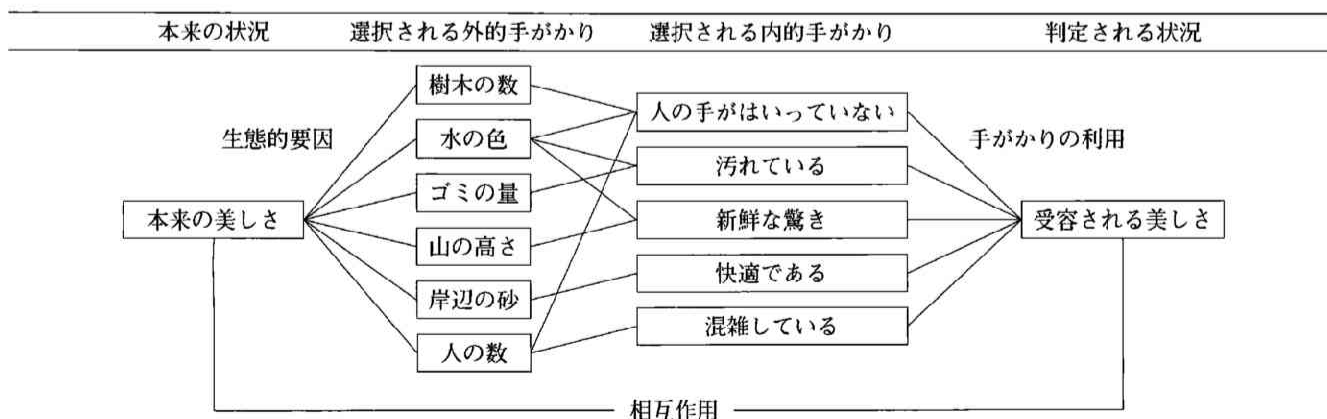 本来の状況 選択される外的手がかり 選択される内的手がかり 判定される状況
樹木の数
人の手がはいっていない
生態的要因
水の色
手がかりの利用
汚れている
ゴミの量
本来の美しさ
新鮮な驚き
受容される美しさ
山の高さ
快適である
岸辺の砂
混雑している
人の数
相互作用